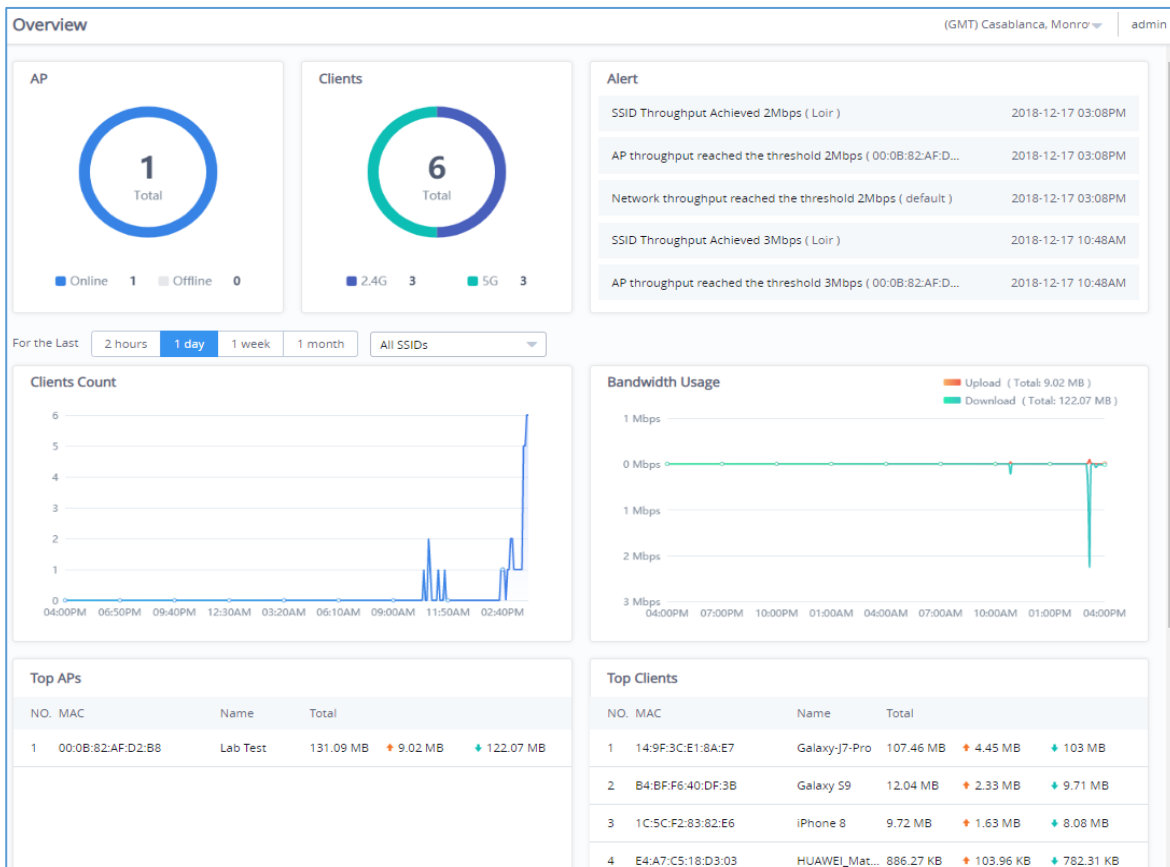 Overview
(GMT) Casablanca, Monro
admin
AP
1
Total
Online 1 Offline 0
Clients
6
Total
2.4G 3 5G 3
Alert
SSID Throughput Achieved 2Mbps ( Loir ) 2018-12-17 03:08PM
AP throughput reached the threshold 2Mbps ( 00:0B:82:AF:D... 2018-12-17 03:08PM
Network throughput reached the threshold 2Mbps ( default ) 2018-12-17 03:08PM
SSID Throughput Achieved 3Mbps ( Loir ) 2018-12-17 10:48AM
AP throughput reached the threshold 3Mbps ( 00:0B:82:AF:D... 2018-12-17 10:48AM
For the Last 2 hours 1 day 1 week 1 month All SSIDs
Clients Count
6
5
4
3
2
1
0
04:00PM 06:50PM 09:40PM 12:30AM 03:20AM 06:10AM 09:00AM 11:50AM 02:40PM
Bandwidth Usage
Upload ( Total: 9.02 MB )
Download ( Total: 122.07 MB )
1 Mbps
0 Mbps
1 Mbps
2 Mbps
3 Mbps
04:00PM 07:00PM 10:00PM 01:00AM 04:00AM 07:00AM 10:00AM 01:00PM 04:00PM
Top APs
NO. MAC Name Total
1 00:0B:82:AF:D2:B8 Lab Test 131.09 MB 9.02 MB 122.07 MB
Top Clients
NO. MAC Name Total
1 14:9F:3C:E1:8A:E7 Galaxy-J7-Pro 107.46 MB 4.45 MB 103 MB
2 B4:BF:F6:40:DF:3B Galaxy S9 12.04 MB 2.33 MB 9.71 MB
3 1C:5C:F2:83:82:E6 iPhone 8 9.72 MB 1.63 MB 8.08 MB
4 E4:A7:C5:18:D3:03 HUAWEI_Mat... 886.27 KB 103.96 KB 782.31 KB